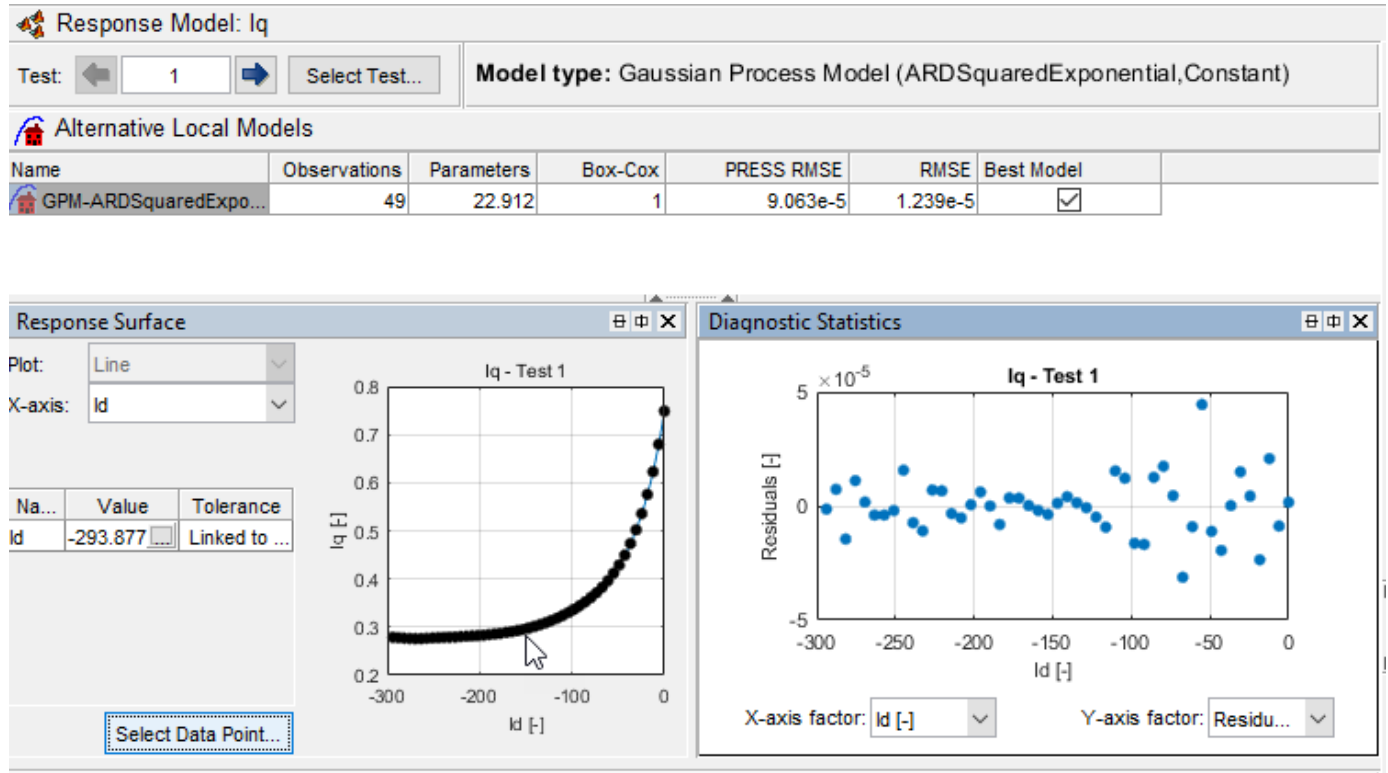 Response Model: Iq
Test: 1 Select Test... Model type: Gaussian Process Model (ARDSquaredExponential,Constant)
Alternative Local Models
Name Observations Parameters Box-Cox PRESS RMSE RMSE Best Model
GPM-ARDSquaredExpo... 49 22.912 1 9.063e-5 1.239e-5
Response Surface
Plot: Line
X-axis: Id
Na... Value Tolerance
Id -293.877 ... Linked to ...
Select Data Point...
Iq - Test 1
0.8
0.7
0.6
0.5
0.4
0.3
0.2
Iq [-]
-300 -200 -100 0
Id [-]
Diagnostic Statistics
×10-5
Iq - Test 1
5
0
-5
Residuals [-]
-300 -250 -200 -150 -100 -50 0
Id [-]
X-axis factor: Id [-] Y-axis factor: Residu...